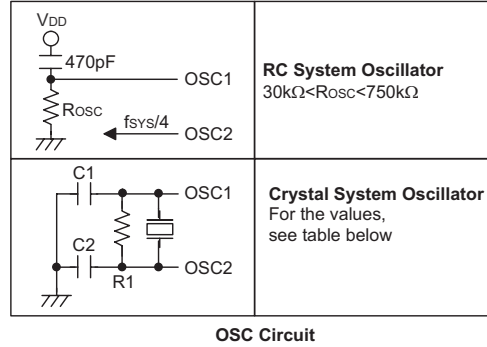 VDD
470pF
OSC1
ROSC
fSYS/4
OSC2
RC System Oscillator
30kΩ<ROSC<750kΩ
C1
OSC1
C2
OSC2
R1
Crystal System Oscillator
For the values,
see table below
OSC Circuit